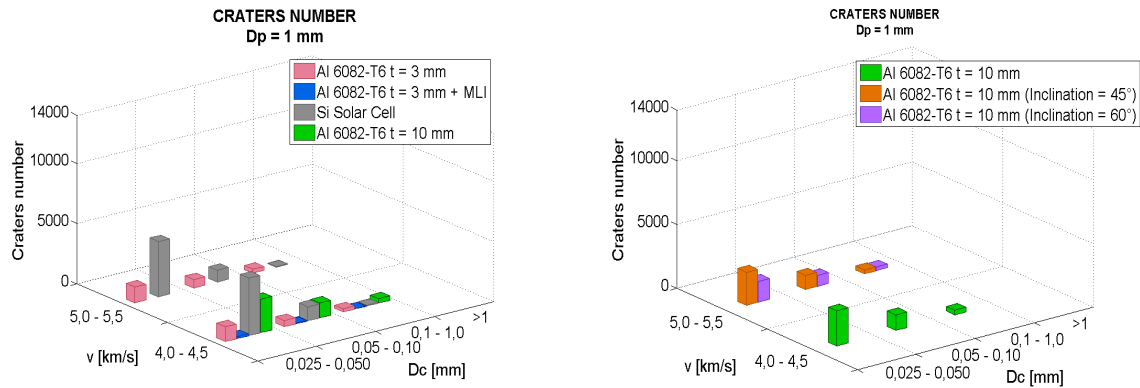 CRATERS NUMBER
Dp = 1 mm
Al 6082-T6 t = 3 mm
Al 6082-T6 t = 3 mm + MLI
Si Solar Cell
Al 6082-T6 t = 10 mm
14000
10000
5000
0
Craters number
5,0 - 5,5
4,0 - 4,5
v [km/s]
0,025 - 0,050
0,05 - 0,10
0,1 - 1,0
>1
Dc [mm]
CRATERS NUMBER
Dp = 1 mm
Al 6082-T6 t = 10 mm
Al 6082-T6 t = 10 mm (Inclination = 45°)
Al 6082-T6 t = 10 mm (Inclination = 60°)
14000
10000
5000
0
Craters number
5,0 - 5,5
4,0 - 4,5
v [km/s]
0,025 - 0,050
0,05 - 0,10
0,1 - 1,0
>1
Dc [mm]